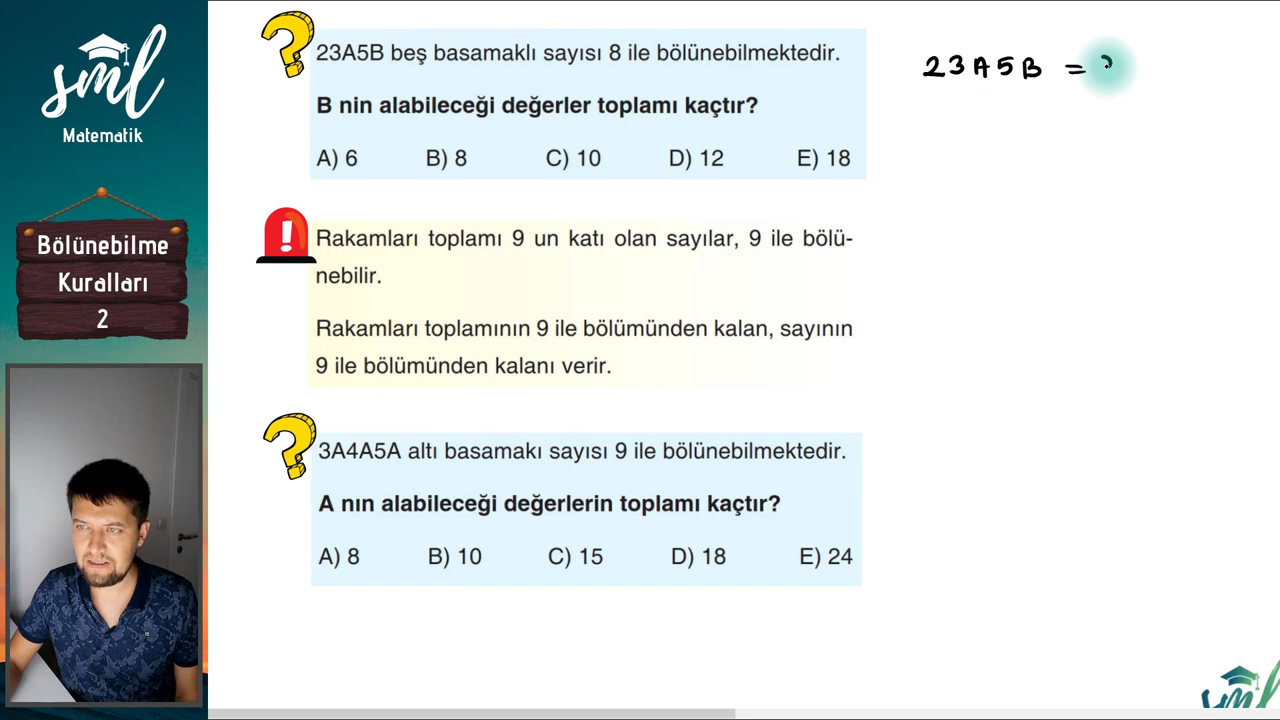 sml
Matematik
Bölünebilme
Kuralları
2
23A5B beş basamaklı sayısı 8 ile bölünebilmektedir.
B nin alabileceği değerler toplamı kaçtır?
A) 6 B) 8 C) 10 D) 12 E) 18
23A5B =
Rakamları toplamı 9 un katı olan sayılar, 9 ile bölü-
nebilir.
Rakamları toplamının 9 ile bölümünden kalan, sayının
9 ile bölümünden kalanı verir.
3A4A5A altı basamakı sayısı 9 ile bölünebilmektedir.
A nın alabileceği değerlerin toplamı kaçtır?
A) 8 B) 10 C) 15 D) 18 E) 24